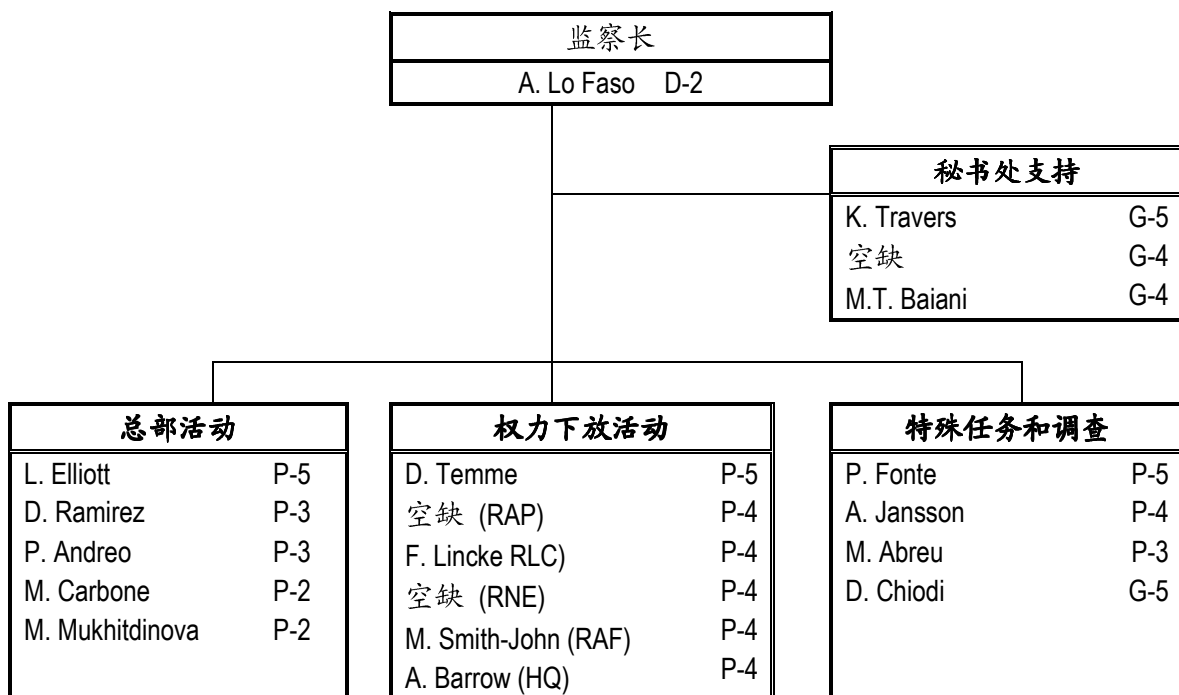 监察长
A. Lo Faso D-2
秘书处支持
K. Travers G-5
空缺 G-4
M.T. Baiani G-4
总部活动
L. Elliott P-5
D. Ramirez P-3
P. Andreo P-3
M. Carbone P-2
M. Mukhitdinova P-2
权力下放活动
D. Temme P-5
空缺 (RAP) P-4
F. Lincke RLC) P-4
空缺 (RNE) P-4
M. Smith-John (RAF) P-4
A. Barrow (HQ) P-4
特殊任务和调查
P. Fonte P-5
A. Jansson P-4
M. Abreu P-3
D. Chiodi G-5